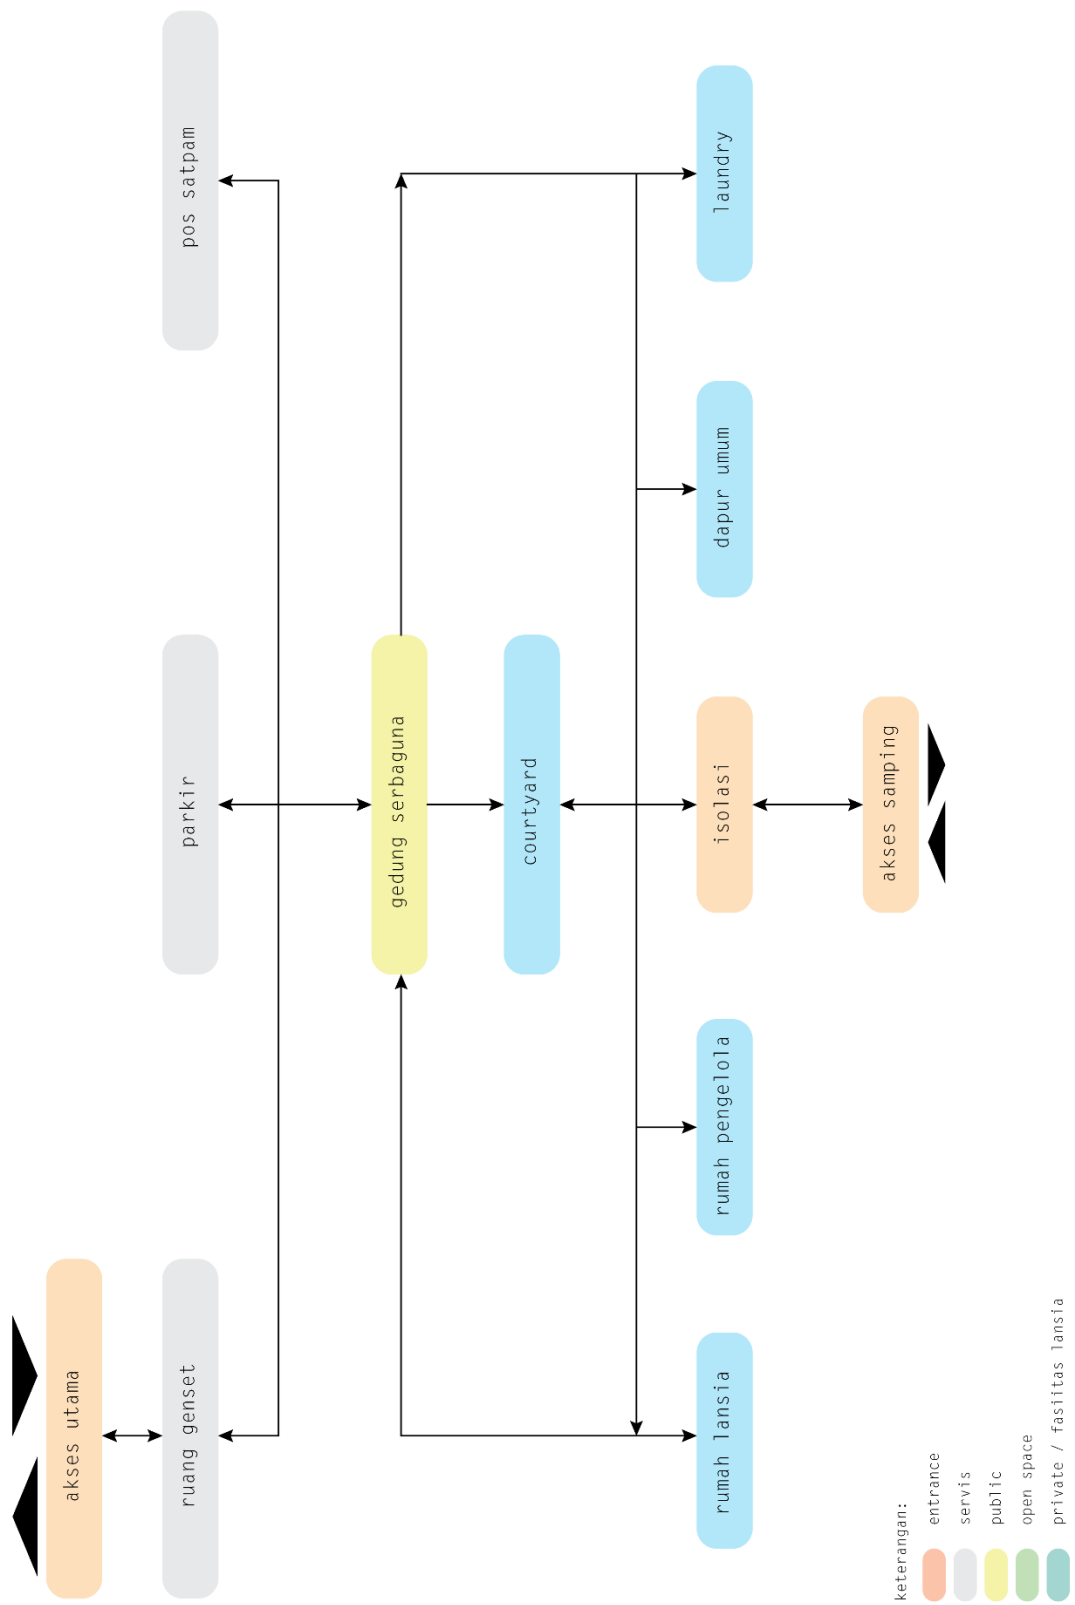 akses utama
ruang genset
parkir
pos satpam
gedung serbaguna
courtyard
rumah lansia
rumah pengelola
isolasi
dapur umum
laundry
akses samping
keterangan:
entrance
servis
public
open space
private / fasiitas lansia